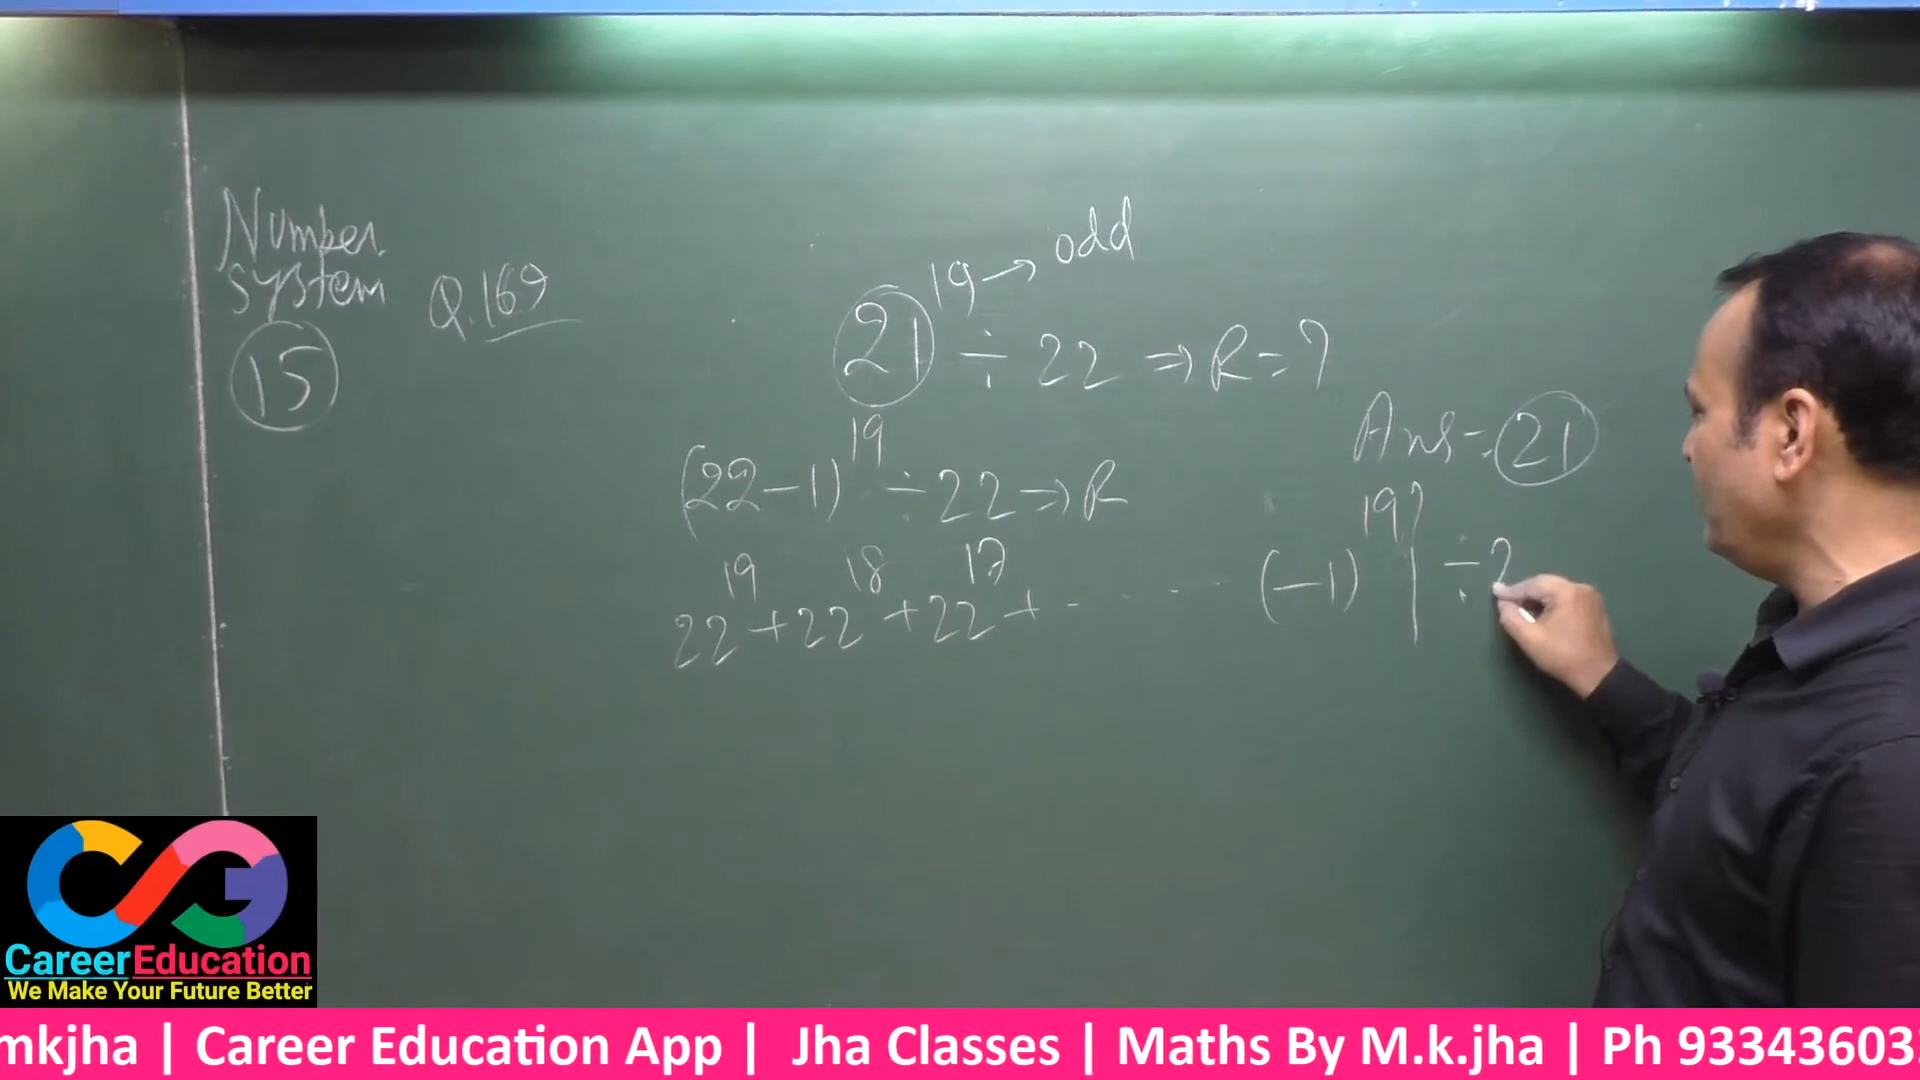 Number
system
15
Q.169
21^19 → odd
÷ 22 ⇒ R = ?
Ans = 21
(22-1)^19 ÷ 22 ⇒ R
22^19 + 22^18 + 22^17 + - - - - (-1)^19 ÷ 2
CareerEducation
We Make Your Future Better
mkjha | Career Education App | Jha Classes | Maths By M.k.jha | Ph 93343603